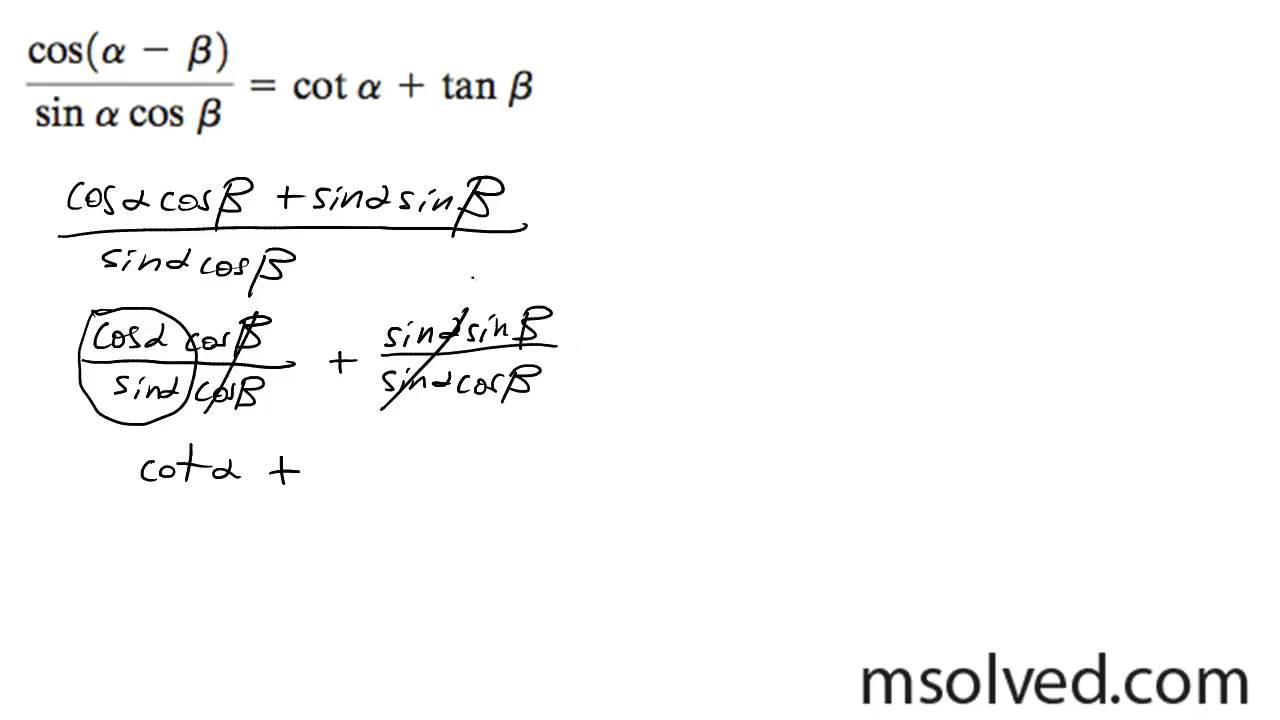 cos(α − β)
sin α cos β
= cot α + tan β
cosα cosβ + sinα sinβ
sinα cosβ
cosα cosβ + sinα sinβ
sinα cosβ sinα cosβ
cotα +
msolved.com